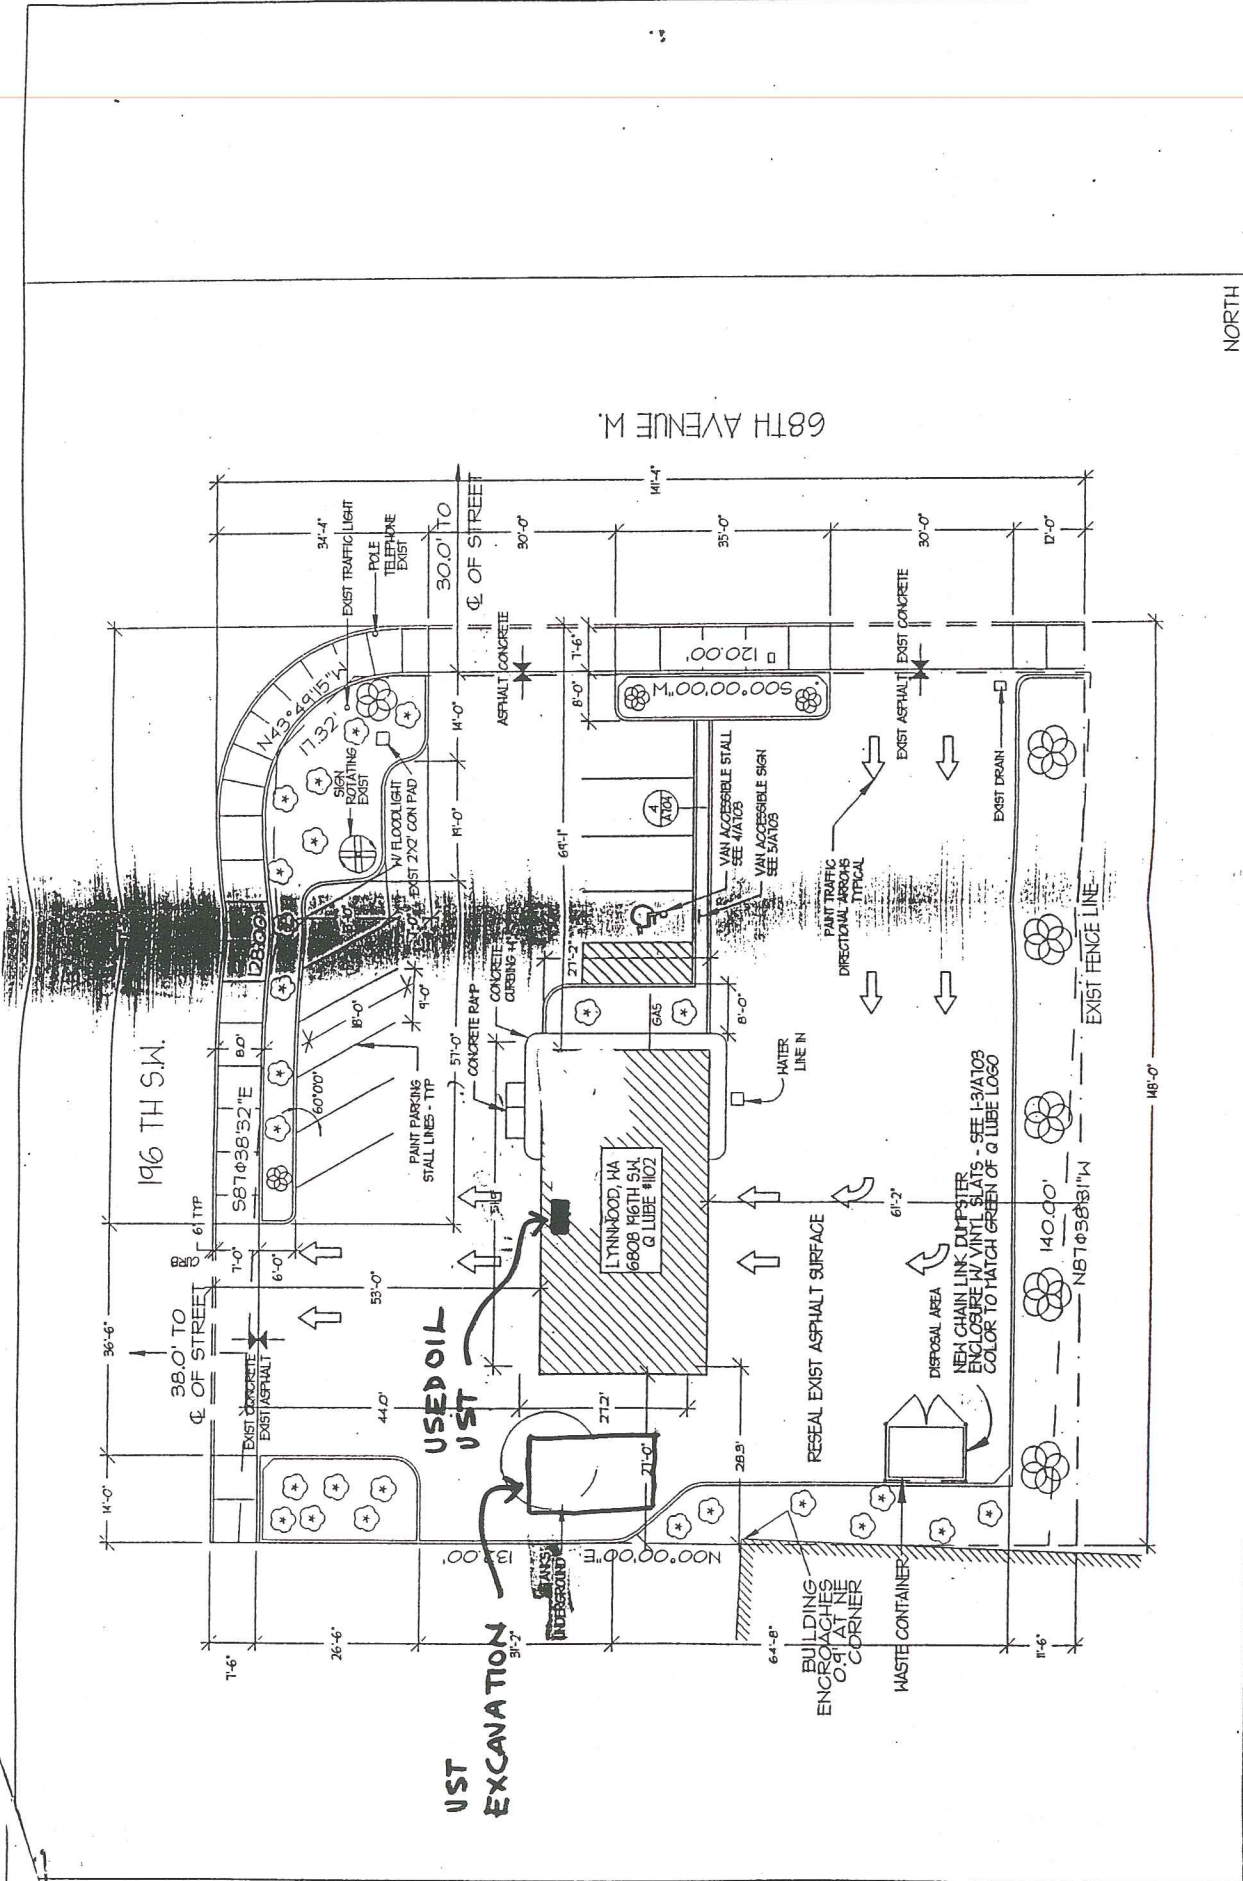 NORTH
68TH AVENUE W.
196 TH S.W.
141'-4"
34'-4"
30'-0"
35'-0"
30'-0"
12'-0"
EXIST TRAFFIC LIGHT
POLE
TELEPHONE
EXIST
30.0' TO
℄ OF STREET
N43°49'15"W
17.32'
SIGN
ROTATING
EXIST
W/ FLOODLIGHT
EXIST 2'X2' CON PAD
14'-0"
19'-0"
ASPHALT CONCRETE
7'-6"
8'-0"
120.00'
S00°00'00"W
69'-1"
4
A104
VAN ACCESSIBLE STALL
SEE 4/A103
VAN ACCESSIBLE SIGN
SEE 5/A103
EXIST ASPHALT EXIST CONCRETE
PAINT TRAFFIC
DIRECTIONAL ARROWS
TYPICAL
EXIST DRAIN
EXIST FENCE LINE
148'-0"
128.09'
S87°38'32"E
8.0'
60°0'0"
18'-0"
9'-0"
57'-0"
PAINT PARKING
STALL LINES - TYP
CONCRETE RAMP
CONCRETE
CURBING
27'-2"
GAS
8'-0"
WATER
LINE IN
LYNNWOOD, WA
6808 196TH S.W.
Q LUBE #1102
61'-2"
6" TYP
7'-0"
6'-0"
53'-0"
36'-6"
38.0' TO
℄ OF STREET
EXIST CONCRETE
EXIST ASPHALT
44.0'
27.2'
USED OIL
UST
RESEAL EXIST ASPHALT SURFACE
DISPOSAL AREA
NEW CHAIN LINK DUMPSTER
ENCLOSURE W/ VINYL SLATS - SEE 1-3/A103
COLOR TO MATCH GREEN OF Q LUBE LOGO
140.00'
N87°38'31"W
14'-0"
21'-0"
28.9'
132.00'
N00°00'00"E
TANKS
UNDERGROUND
UST
EXCAVATION
7'-6"
26'-6"
31'-2"
64'-8"
11'-6"
BUILDING
ENCROACHES
0.9' AT NE
CORNER
WASTE CONTAINER